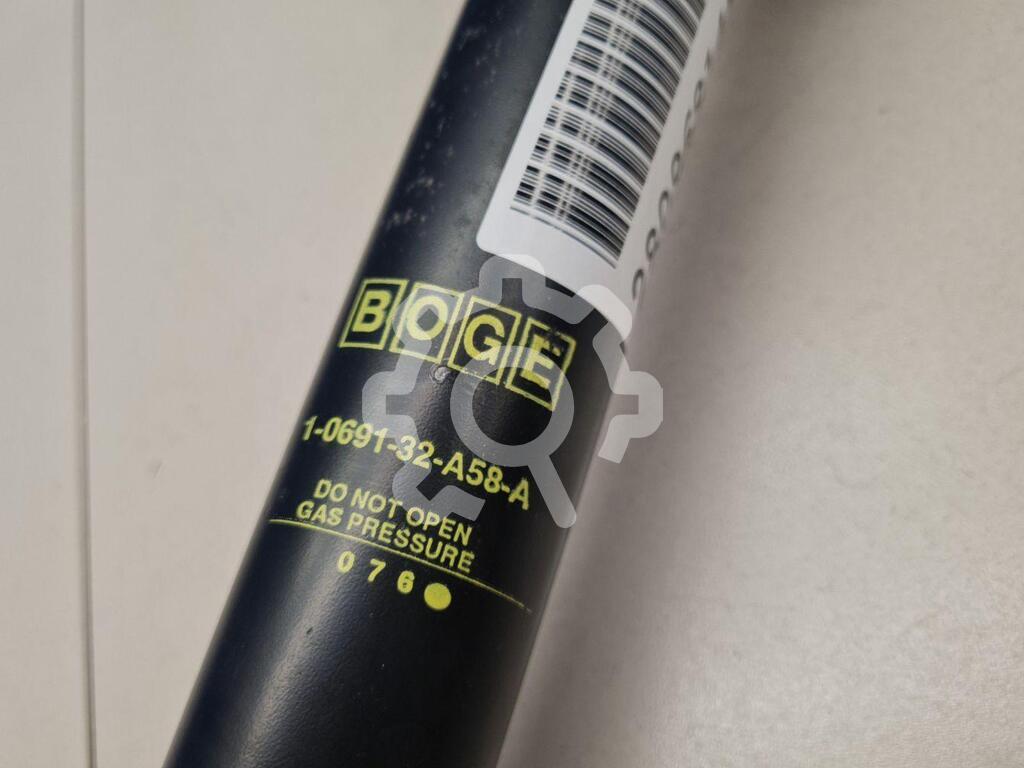 BOGE
1-0691-32-A58-A
DO NOT OPEN
GAS PRESSURE
076